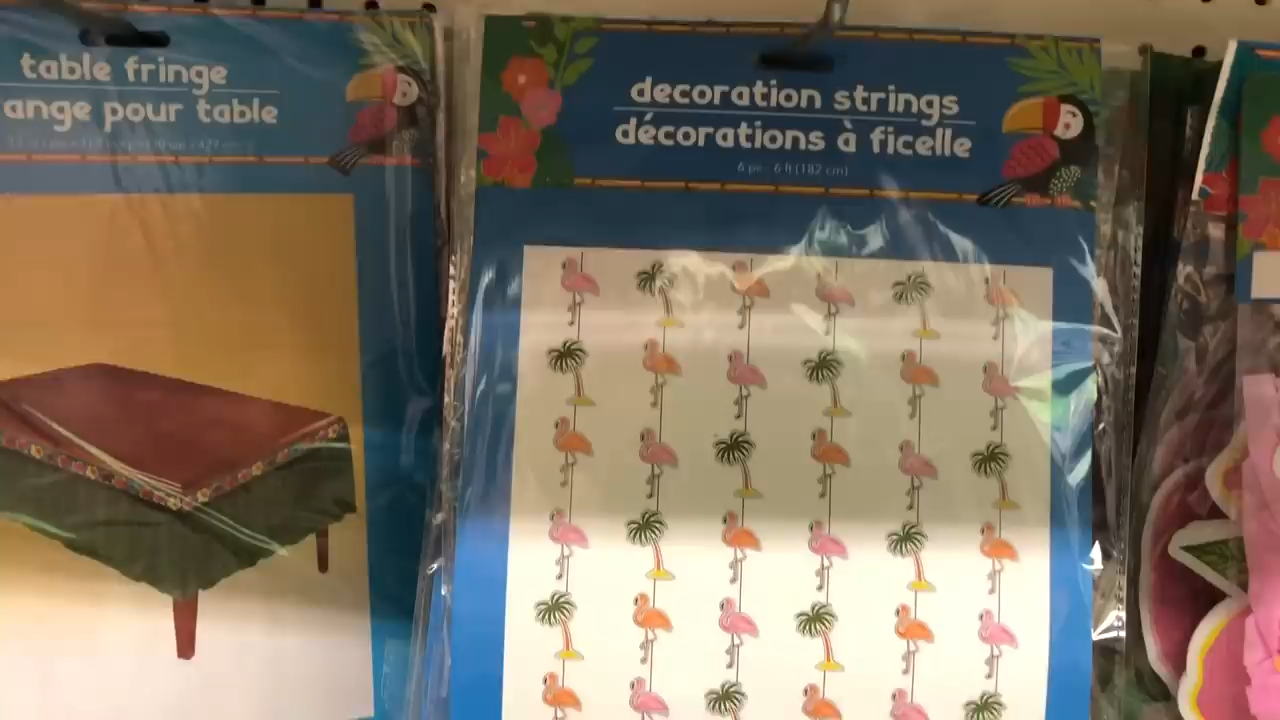 table fringe
ange pour table
decoration strings
décorations à ficelle
6 pc - 6 ft (182 cm)